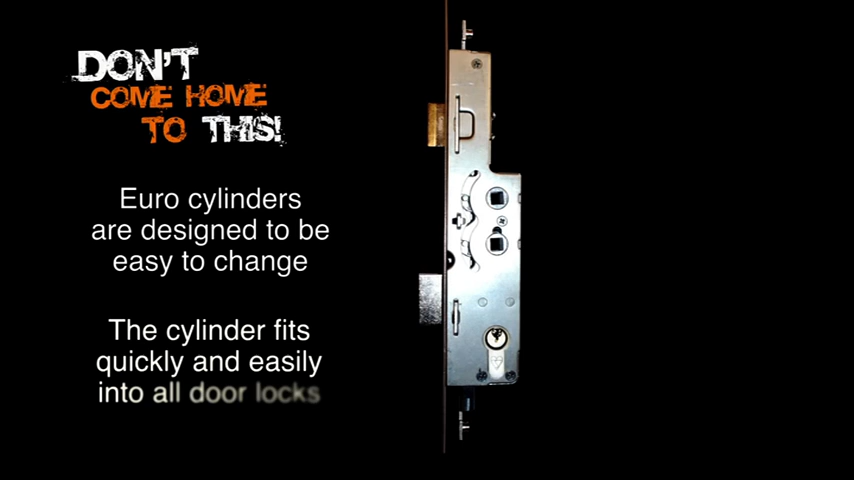 DON'T
COME HOME
TO THIS!
Euro cylinders
are designed to be
easy to change
The cylinder fits
quickly and easily
into all door locks